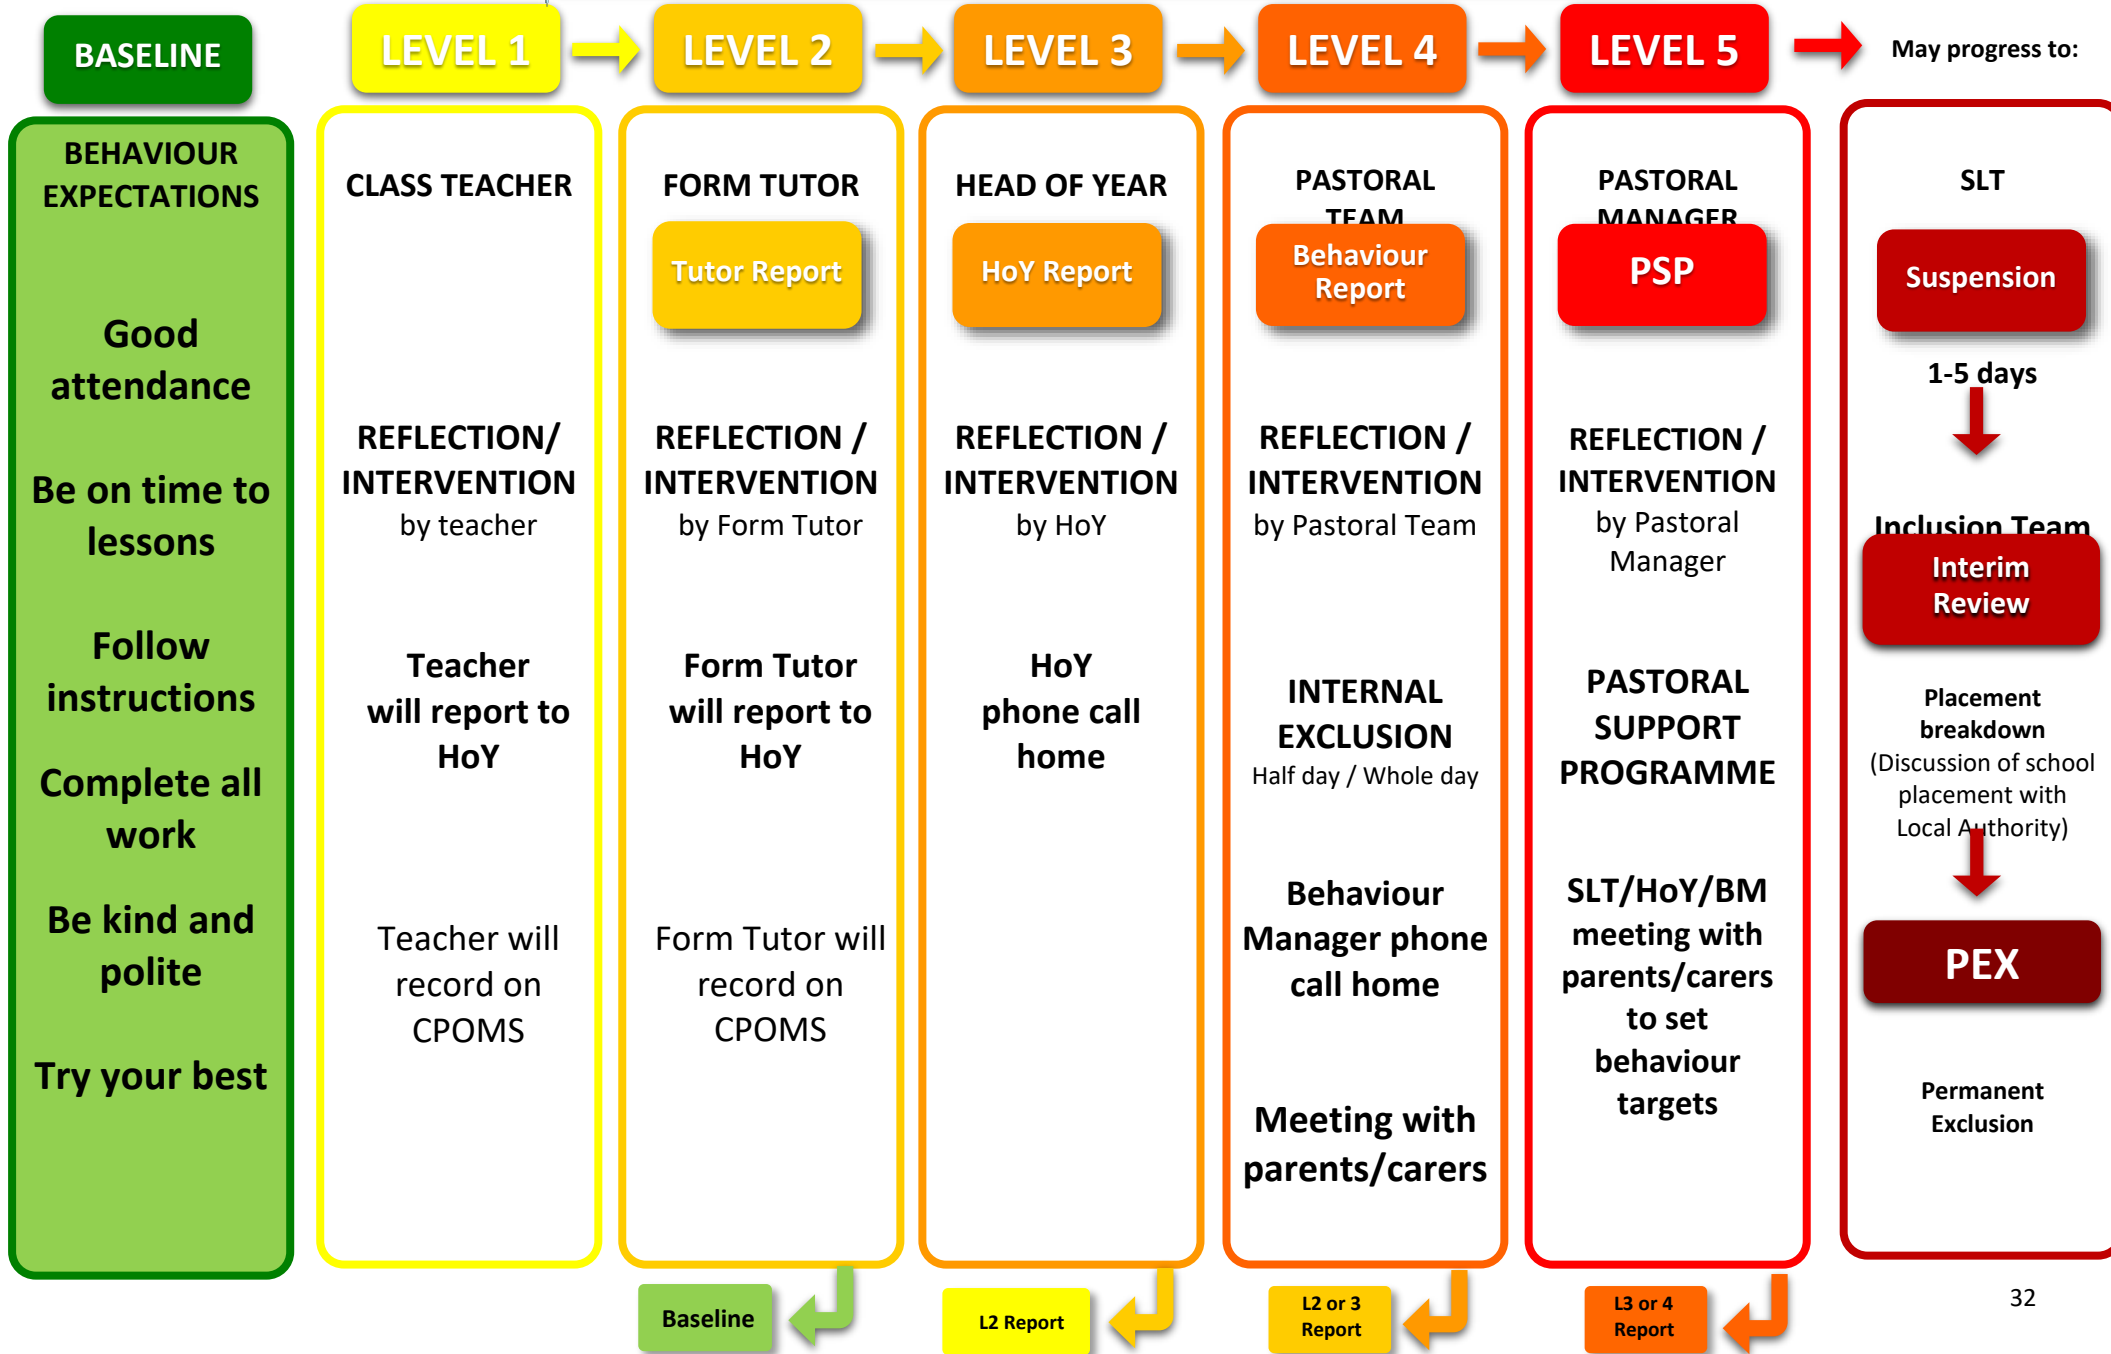 BASELINE
BEHAVIOUR
EXPECTATIONS
Good
attendance
Be on time to
lessons
Follow
instructions
Complete all
work
Be kind and
polite
Try your best
LEVEL 1
CLASS TEACHER
REFLECTION/
INTERVENTION
by teacher
Teacher
will report to
HoY
Teacher will
record on
CPOMS
LEVEL 2
FORM TUTOR
Tutor Report
REFLECTION /
INTERVENTION
by Form Tutor
Form Tutor
will report to
HoY
Form Tutor will
record on
CPOMS
Baseline
LEVEL 3
HEAD OF YEAR
HoY Report
REFLECTION /
INTERVENTION
by HoY
HoY
phone call
home
L2 Report
LEVEL 4
PASTORAL
TEAM
Behaviour
Report
REFLECTION /
INTERVENTION
by Pastoral Team
INTERNAL
EXCLUSION
Half day / Whole day
Behaviour
Manager phone
call home
Meeting with
parents/carers
L2 or 3
Report
LEVEL 5
PASTORAL
MANAGER
PSP
REFLECTION /
INTERVENTION
by Pastoral
Manager
PASTORAL
SUPPORT
PROGRAMME
SLT/HoY/BM
meeting with
parents/carers
to set
behaviour
targets
L3 or 4
Report
May progress to:
SLT
Suspension
1-5 days
Inclusion Team
Interim
Review
Placement
breakdown
(Discussion of school
placement with
Local Authority)
PEX
Permanent
Exclusion
32